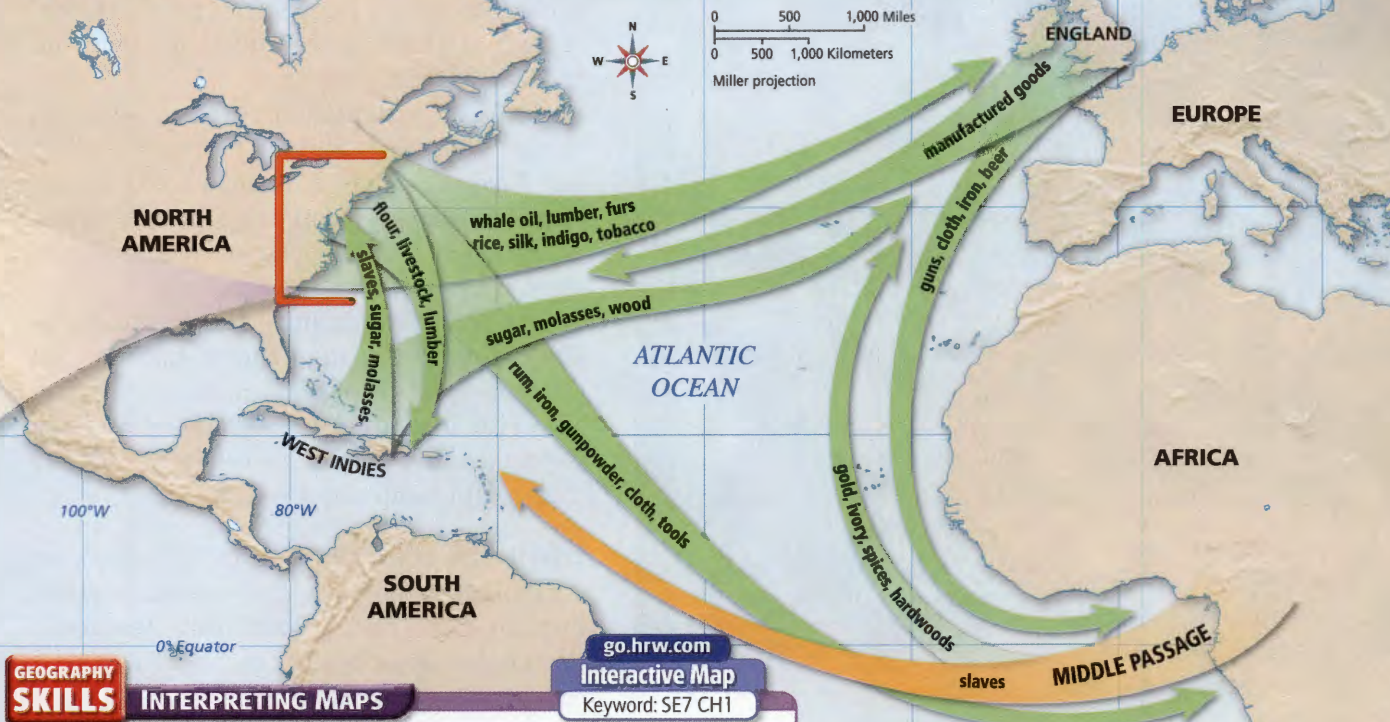 0 500 1,000 Miles
0 500 1,000 Kilometers
Miller projection
N
W E
S
ENGLAND
EUROPE
NORTH
AMERICA
manufactured goods
whale oil, lumber, furs
rice, silk, indigo, tobacco
guns, cloth, iron, beer
flour, livestock, lumber
slaves, sugar, molasses
sugar, molasses, wood
ATLANTIC
OCEAN
rum, iron, gunpowder, cloth, tools
WEST INDIES
AFRICA
100°W
80°W
gold, ivory, spices, hardwoods
SOUTH
AMERICA
0° Equator
MIDDLE PASSAGE
slaves
go.hrw.com
Interactive Map
Keyword: SE7 CH1
GEOGRAPHY
SKILLS INTERPRETING MAPS